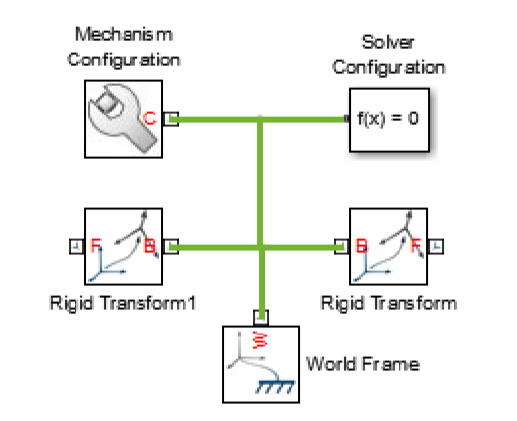 Mechanism
Configuration
Solver
Configuration
C
f(x) = 0
F
B
B
F
Rigid Transform1
Rigid Transform
W
World Frame